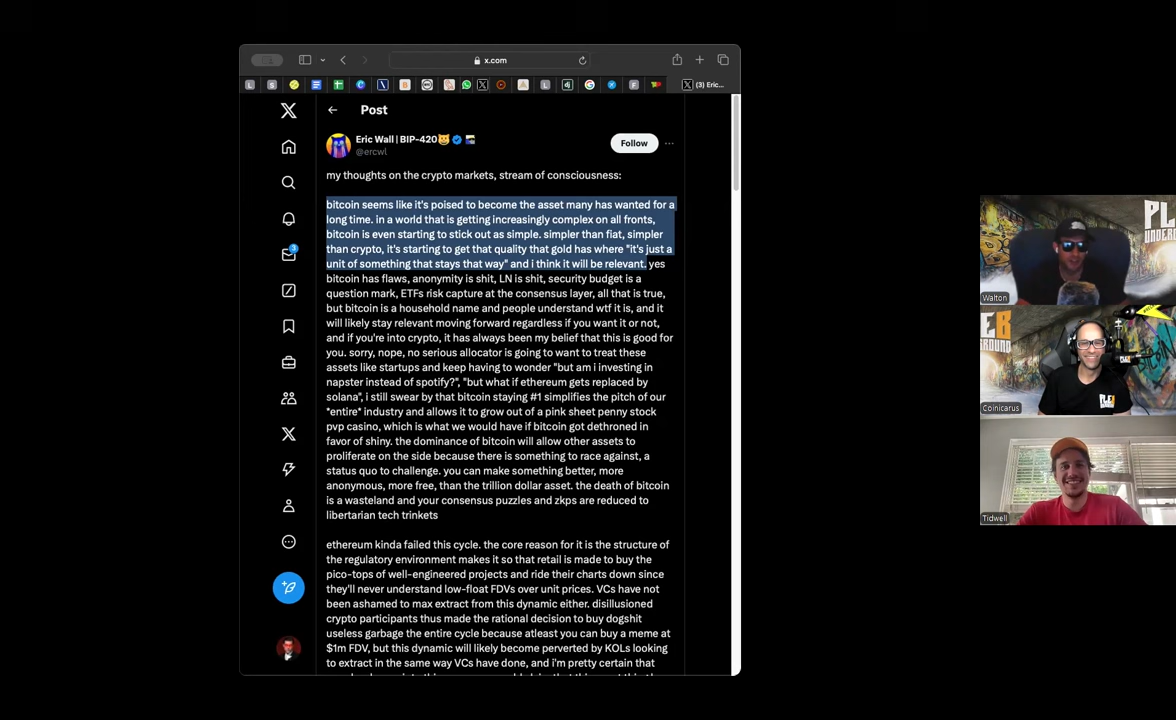 x.com
(3) Eric...
Post
Eric Wall | BIP-420
@ercwl
Follow
my thoughts on the crypto markets, stream of consciousness:
bitcoin seems like it's poised to become the asset many has wanted for a
long time. in a world that is getting increasingly complex on all fronts,
bitcoin is even starting to stick out as simple. simpler than fiat, simpler
than crypto, it's starting to get that quality that gold has where "it's just a
unit of something that stays that way" and i think it will be relevant. yes
bitcoin has flaws, anonymity is shit, LN is shit, security budget is a
question mark, ETFs risk capture at the consensus layer, all that is true,
but bitcoin is a household name and people understand wtf it is, and it
will likely stay relevant moving forward regardless if you want it or not,
and if you're into crypto, it has always been my belief that this is good for
you. sorry, nope, no serious allocator is going to want to treat these
assets like startups and keep having to wonder "but am i investing in
napster instead of spotify?", "but what if ethereum gets replaced by
solana", i still swear by that bitcoin staying #1 simplifies the pitch of our
*entire* industry and allows it to grow out of a pink sheet penny stock
pvp casino, which is what we would have if bitcoin got dethroned in
favor of shiny. the dominance of bitcoin will allow other assets to
proliferate on the side because there is something to race against, a
status quo to challenge. you can make something better, more
anonymous, more free, than the trillion dollar asset. the death of bitcoin
is a wasteland and your consensus puzzles and zkps are reduced to
libertarian tech trinkets
ethereum kinda failed this cycle. the core reason for it is the structure of
the regulatory environment makes it so that retail is made to buy the
pico-tops of well-engineered projects and ride their charts down since
they'll never understand low-float FDVs over unit prices. VCs have not
been ashamed to max extract from this dynamic either. disillusioned
crypto participants thus made the rational decision to buy dogshit
useless garbage the entire cycle because atleast you can buy a meme at
$1m FDV, but this dynamic will likely become perverted by KOLs looking
to extract in the same way VCs have done, and i'm pretty certain that
3
Walton
Coinicarus
Tidwell